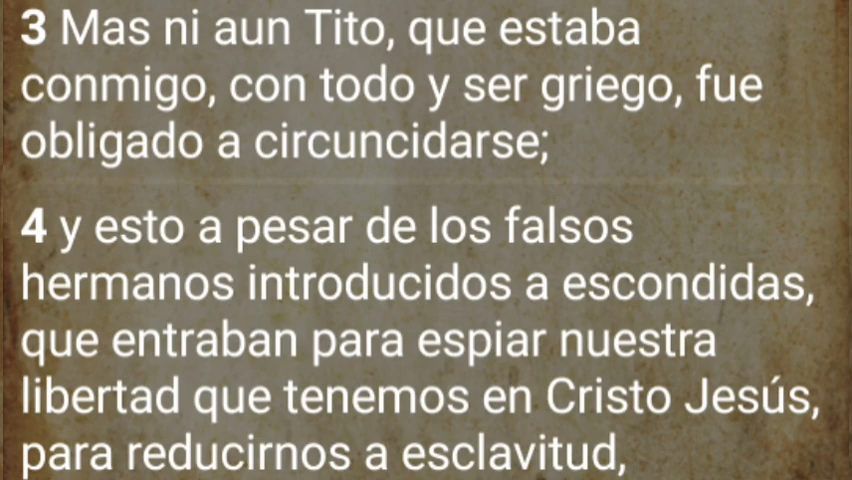 3 Mas ni aun Tito, que estaba
conmigo, con todo y ser griego, fue
obligado a circuncidarse;
4 y esto a pesar de los falsos
hermanos introducidos a escondidas,
que entraban para espiar nuestra
libertad que tenemos en Cristo Jesús,
para reducirnos a esclavitud,